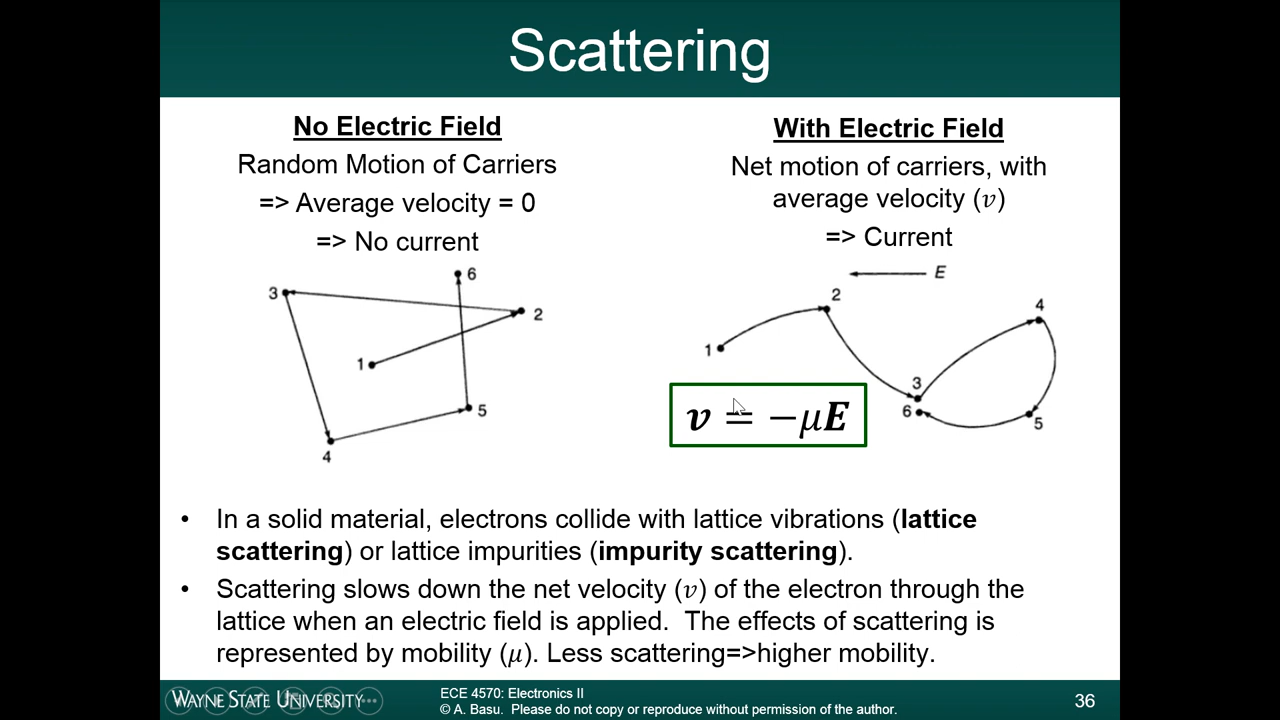 Scattering
No Electric Field
Random Motion of Carriers
=> Average velocity = 0
=> No current
6
3
2
1
5
4
With Electric Field
Net motion of carriers, with
average velocity (v)
=> Current
E
2
4
1
3
6
5
v = −μE
• In a solid material, electrons collide with lattice vibrations (lattice
scattering) or lattice impurities (impurity scattering).
• Scattering slows down the net velocity (v) of the electron through the
lattice when an electric field is applied. The effects of scattering is
represented by mobility (μ). Less scattering=>higher mobility.
WAYNE STATE UNIVERSITY
ECE 4570: Electronics II
© A. Basu. Please do not copy or reproduce without permission of the author.
36